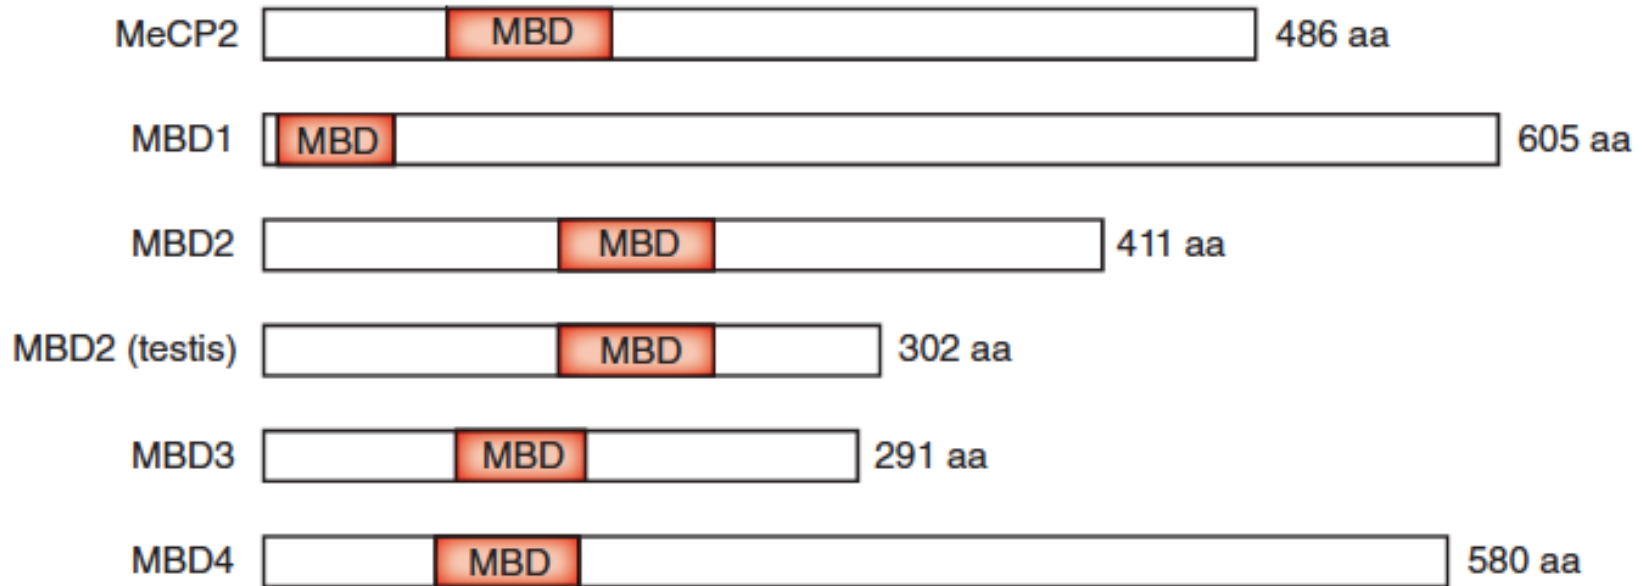 MeCP2 MBD 486 aa
MBD1 MBD 605 aa
MBD2 MBD 411 aa
MBD2 (testis) MBD 302 aa
MBD3 MBD 291 aa
MBD4 MBD 580 aa